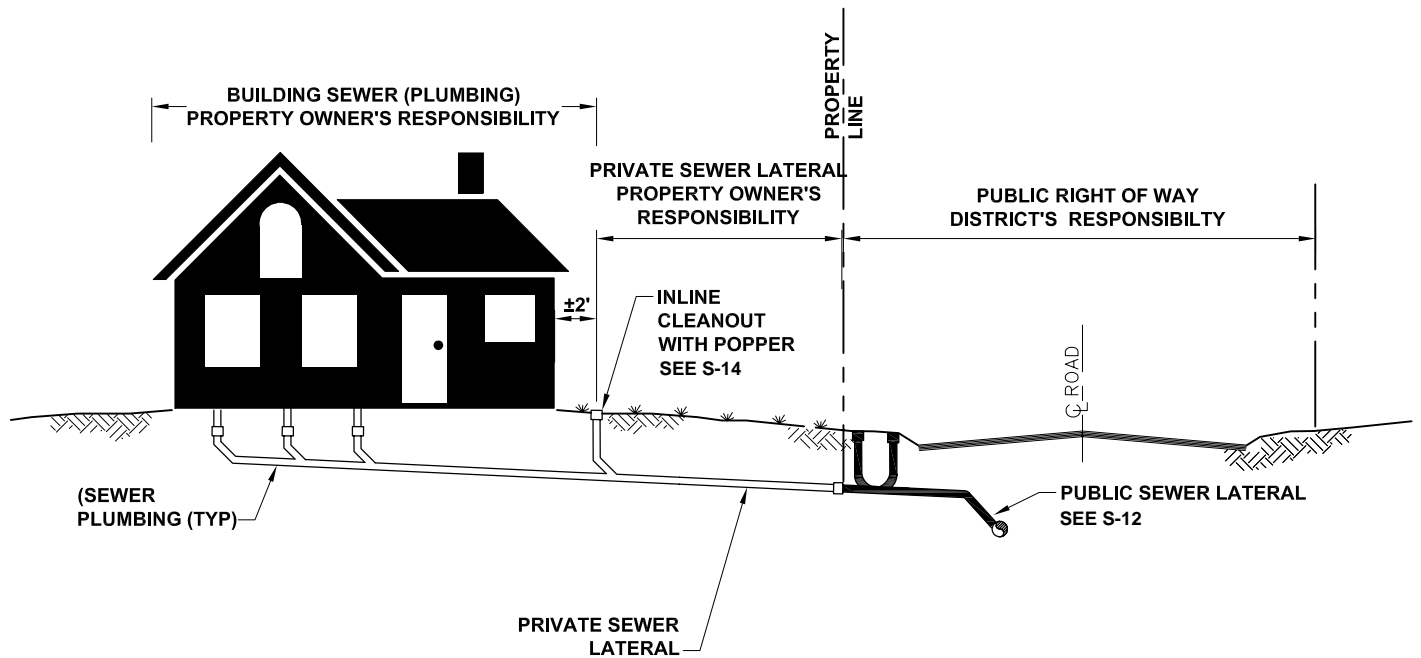 BUILDING SEWER (PLUMBING)
PROPERTY OWNER'S RESPONSIBILITY
PROPERTY
LINE
PRIVATE SEWER LATERAL
PROPERTY OWNER'S
RESPONSIBILITY
PUBLIC RIGHT OF WAY
DISTRICT'S RESPONSIBILTY
±2'
INLINE
CLEANOUT
WITH POPPER
SEE S-14
℄ ROAD
(SEWER
PLUMBING (TYP)
PUBLIC SEWER LATERAL
SEE S-12
PRIVATE SEWER
LATERAL